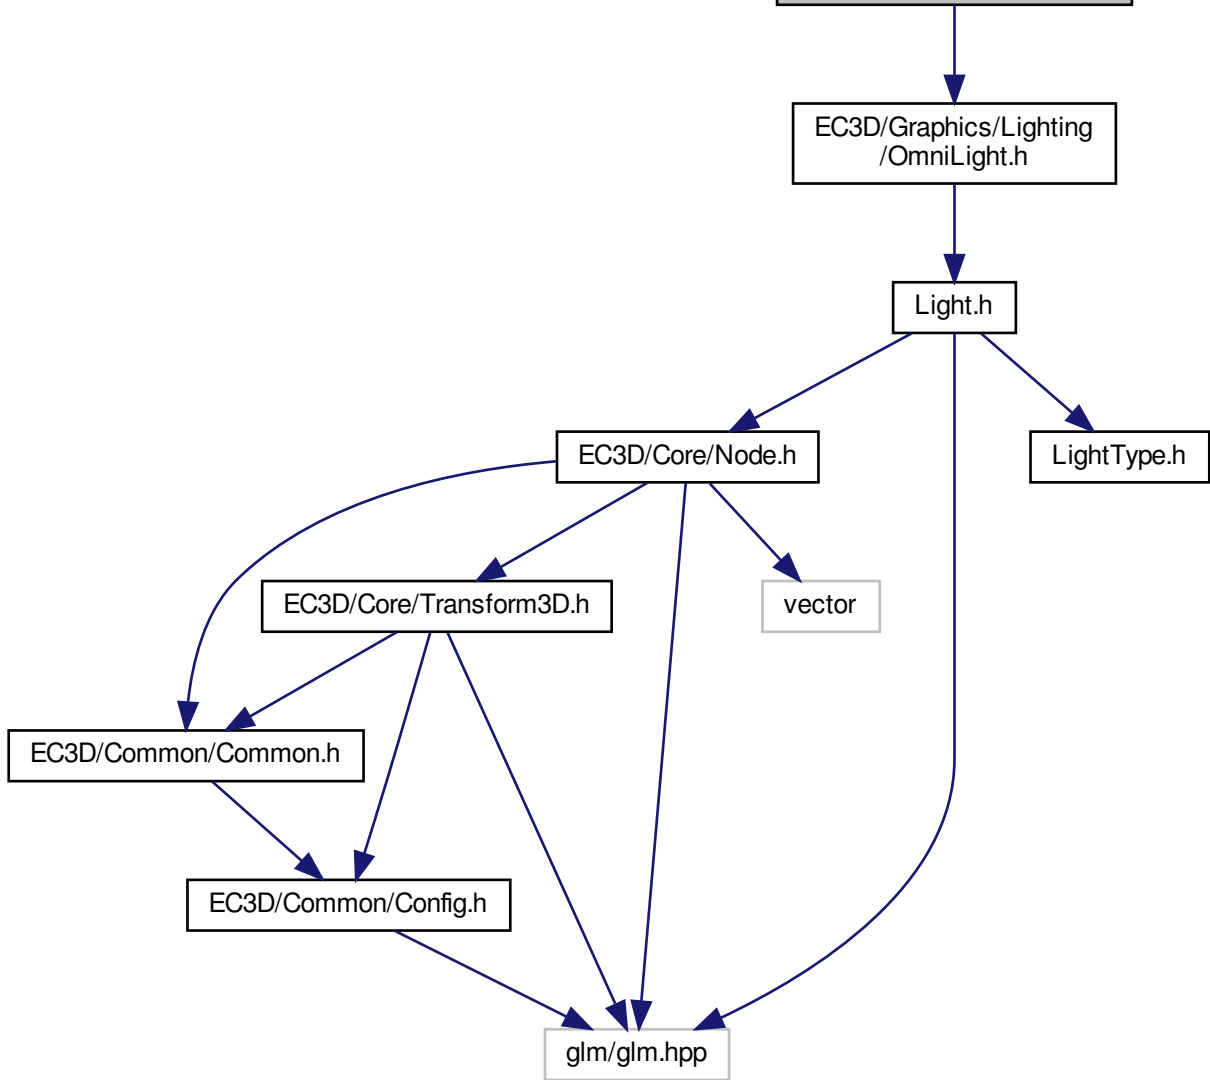 EC3D/Graphics/Lighting
/OmniLight.h
Light.h
EC3D/Core/Node.h
LightType.h
EC3D/Core/Transform3D.h
vector
EC3D/Common/Common.h
EC3D/Common/Config.h
glm/glm.hpp